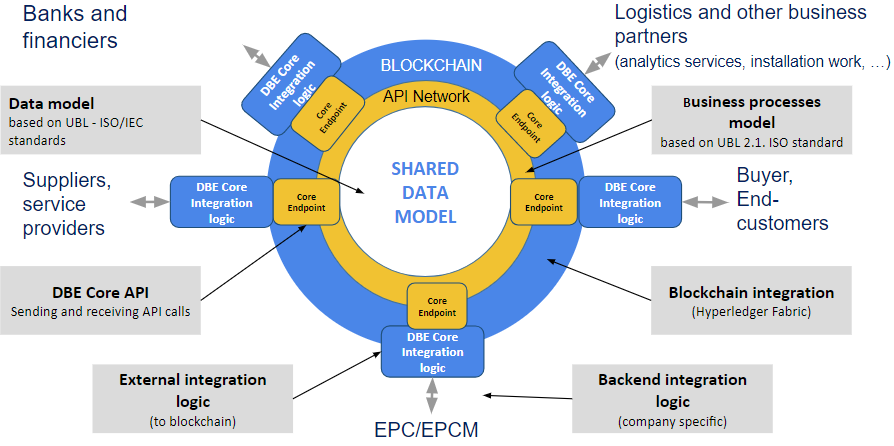 Banks and
financiers
Logistics and other business
partners
(analytics services, installation work, ...)
BLOCKCHAIN
API Network
DBE Core
Integration
logic
Core
Endpoint
DBE Core
Integration
logic
Core
Endpoint
Data model
based on UBL - ISO/IEC
standards
Business processes
model
based on UBL 2.1. ISO standard
SHARED
DATA
MODEL
Suppliers,
service
providers
DBE Core
Integration
logic
Core
Endpoint
Core
Endpoint
DBE Core
Integration
logic
Buyer,
End-
customers
DBE Core API
Sending and receiving API calls
Blockchain integration
(Hyperledger Fabric)
Core
Endpoint
DBE Core
Integration
logic
External integration
logic
(to blockchain)
Backend integration
logic
(company specific)
EPC/EPCM